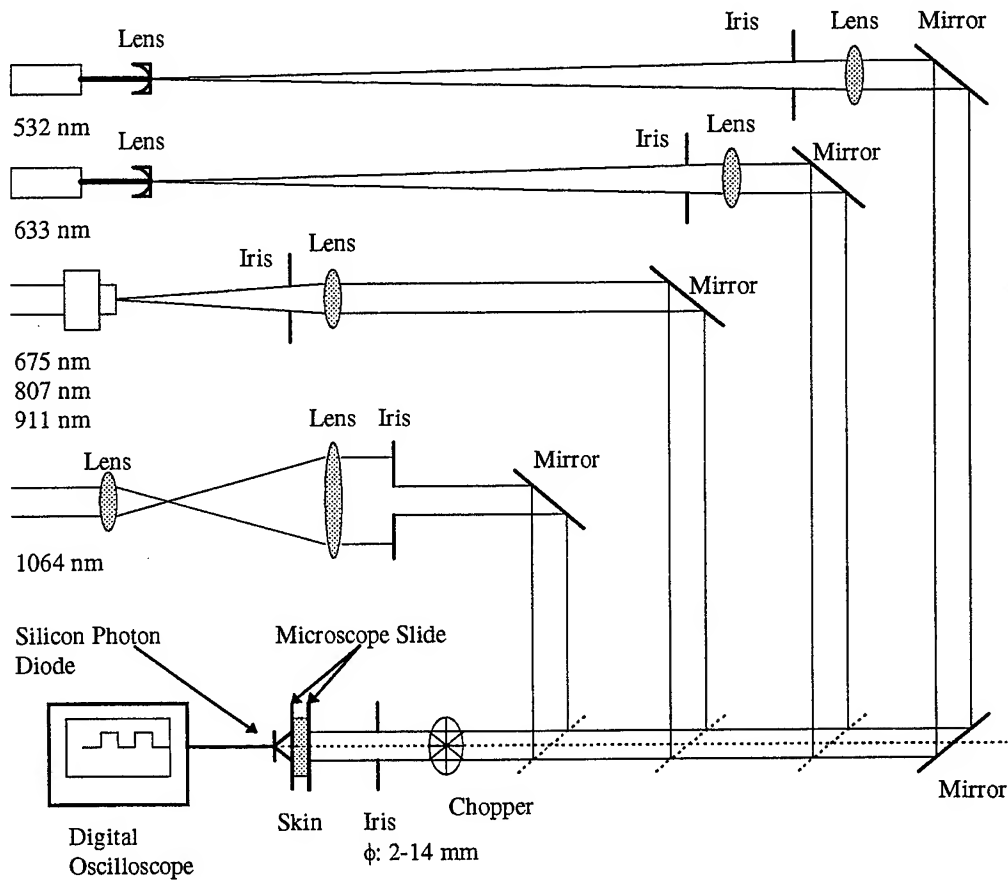 Lens
Iris
Lens
Mirror
532 nm
Lens
Iris
Lens
Mirror
633 nm
Iris
Lens
Mirror
675 nm
807 nm
911 nm
Lens
Lens
Iris
Mirror
1064 nm
Silicon Photon
Diode
Microscope Slide
Digital
Oscilloscope
Skin
Iris
ϕ: 2-14 mm
Chopper
Mirror